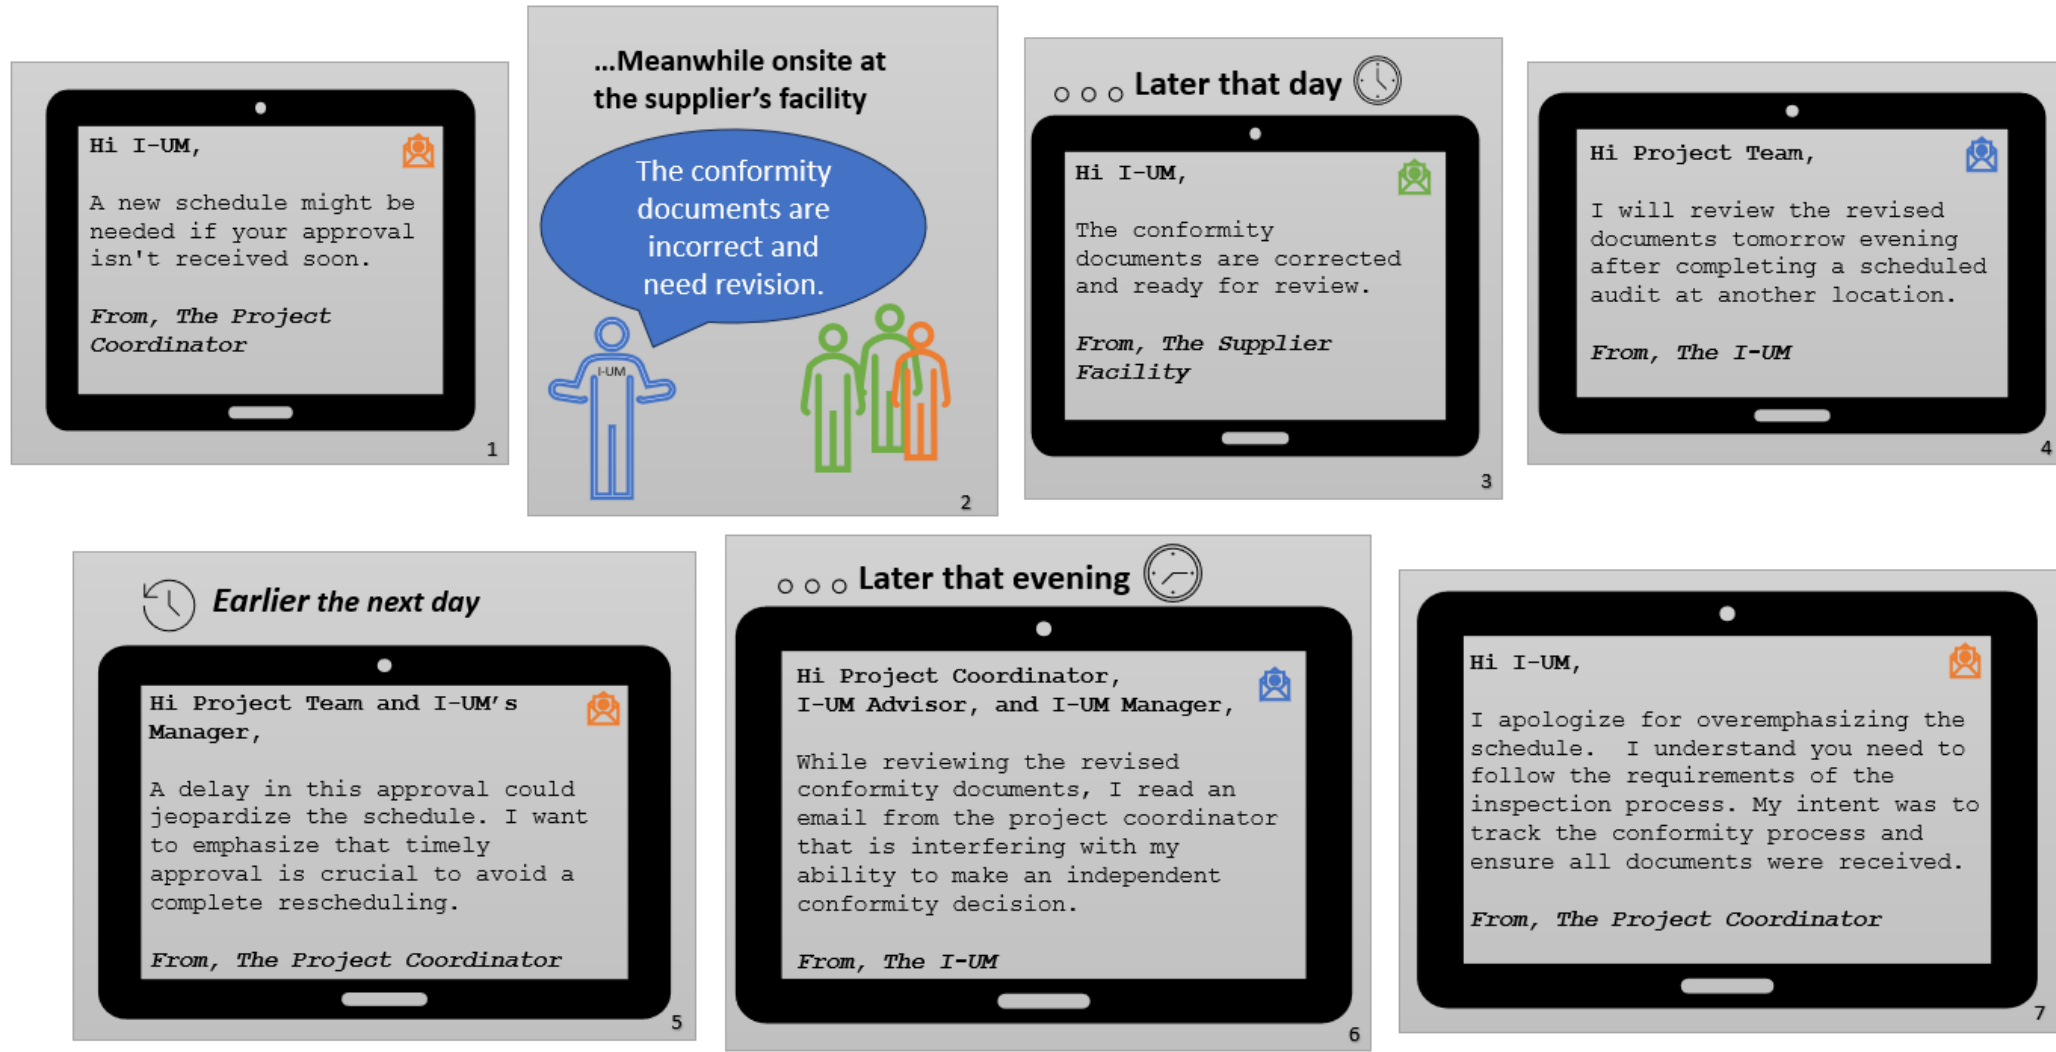 Hi I-UM,
A new schedule might be
needed if your approval
isn't received soon.
From, The Project
Coordinator
1
...Meanwhile onsite at
the supplier's facility
The conformity
documents are
incorrect and
need revision.
I-UM
2
Later that day
Hi I-UM,
The conformity
documents are corrected
and ready for review.
From, The Supplier
Facility
3
Hi Project Team,
I will review the revised
documents tomorrow evening
after completing a scheduled
audit at another location.
From, The I-UM
4
Earlier the next day
Hi Project Team and I-UM's
Manager,
A delay in this approval could
jeopardize the schedule. I want
to emphasize that timely
approval is crucial to avoid a
complete rescheduling.
From, The Project Coordinator
5
Later that evening
Hi Project Coordinator,
I-UM Advisor, and I-UM Manager,
While reviewing the revised
conformity documents, I read an
email from the project coordinator
that is interfering with my
ability to make an independent
conformity decision.
From, The I-UM
6
Hi I-UM,
I apologize for overemphasizing the
schedule.  I understand you need to
follow the requirements of the
inspection process. My intent was to
track the conformity process and
ensure all documents were received.
From, The Project Coordinator
7